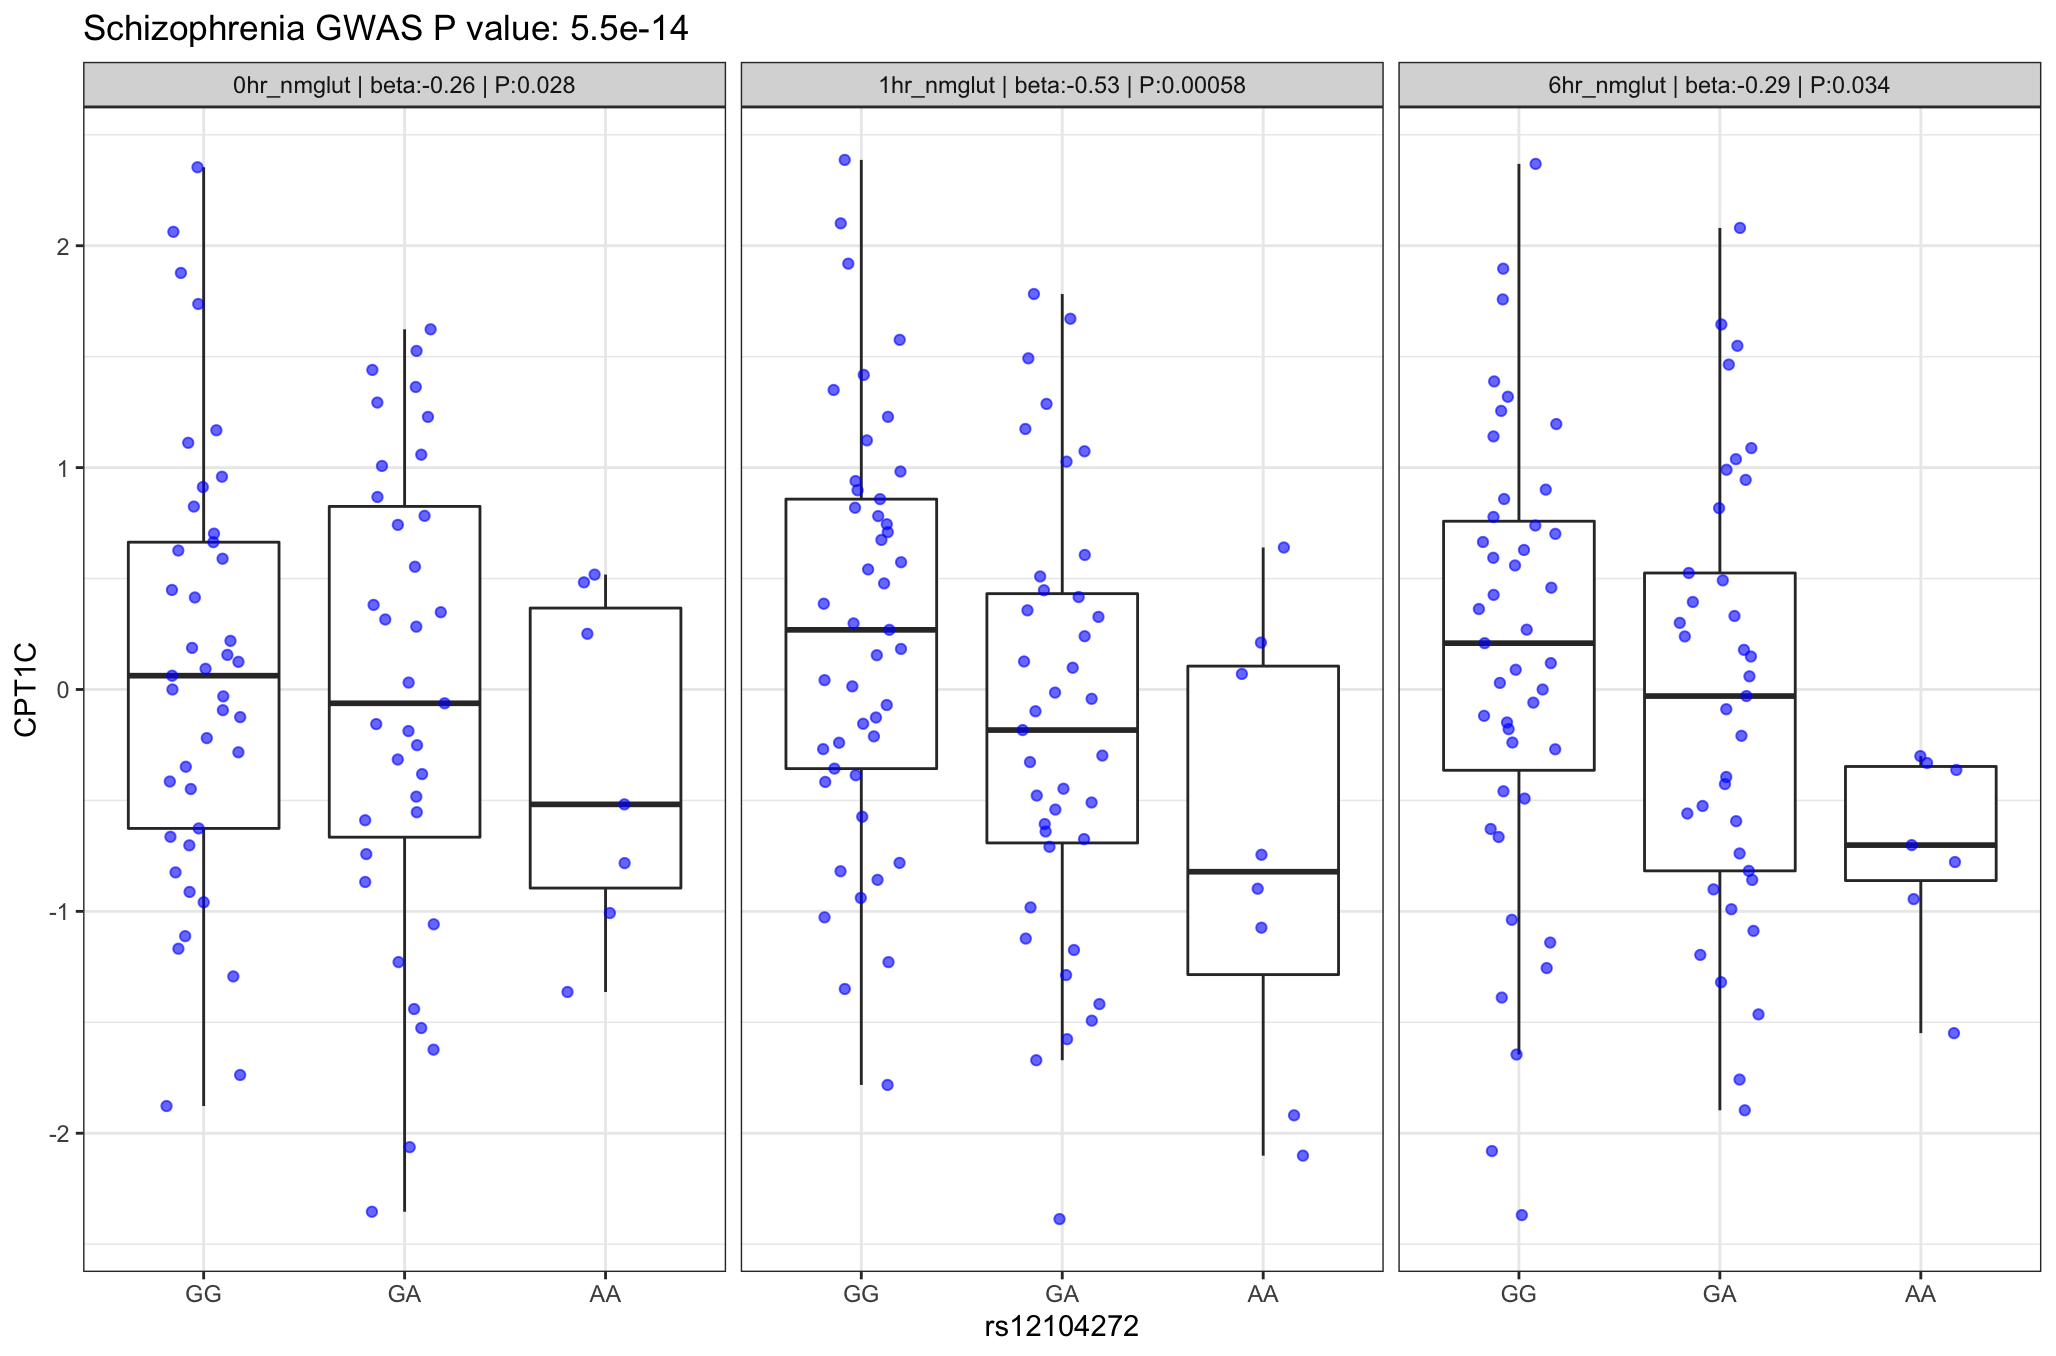 Schizophrenia GWAS P value: 5.5e-14
0hr_nmglut | beta:-0.26 | P:0.028
1hr_nmglut | beta:-0.53 | P:0.00058
6hr_nmglut | beta:-0.29 | P:0.034
2
1
0
-1
-2
CPT1C
GG GA AA
GG GA AA
GG GA AA
rs12104272